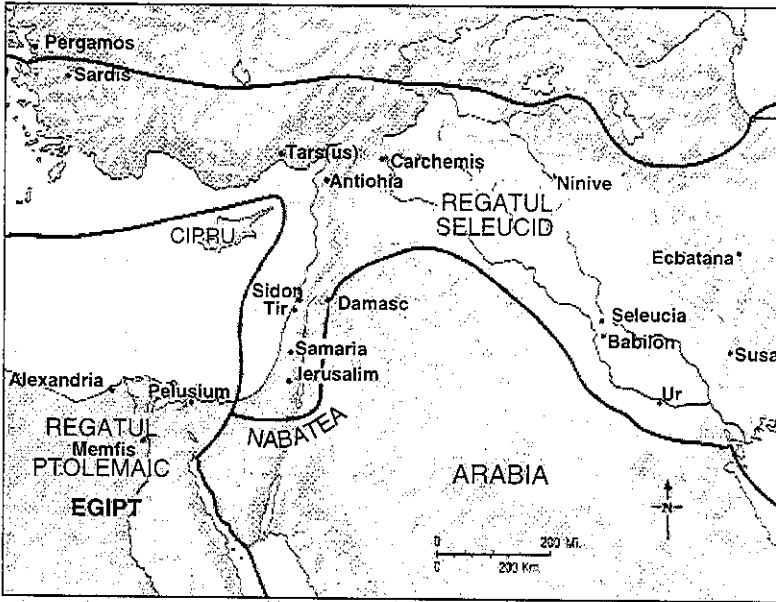 Pergamos
Sardis
Tars(us)
Carchemis
Antiohia
Ninive
REGATUL
SELEUCID
CIPRU
Ecbatana
Sidon
Tir
Damasc
Seleucia
Babilon
Samaria
Susa
Alexandria
Pelusium
Ierusalim
Ur
REGATUL
Memfis
PTOLEMAIC
NABATEA
ARABIA
EGIPT
N
0 200 Mi.
0 200 Km.